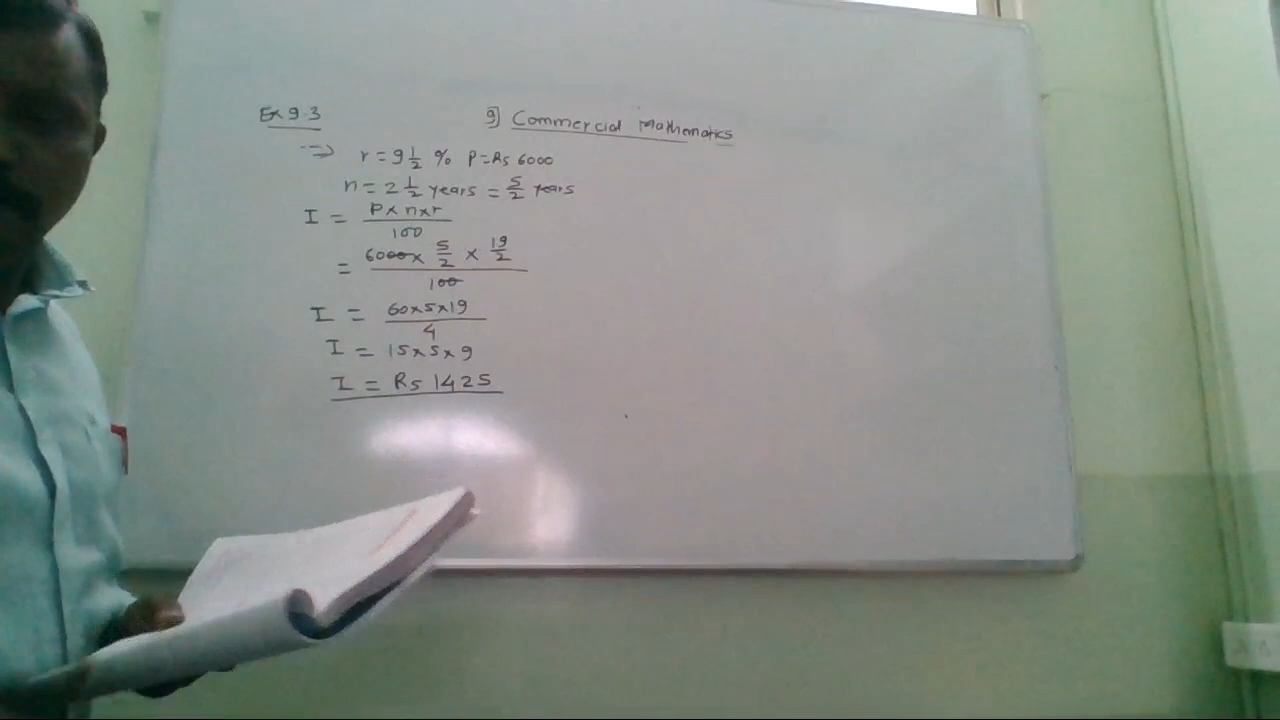 Ex 9.3
9] Commercial Mathematics
⇒ r = 9 1/2 % P = Rs 6000
n = 2 1/2 years = 5/2 years
I = P × n × r / 100
= 6000 × 5/2 × 19/2 / 100
I = 60×5×19 / 4
I = 15×5×9
I = Rs 1425